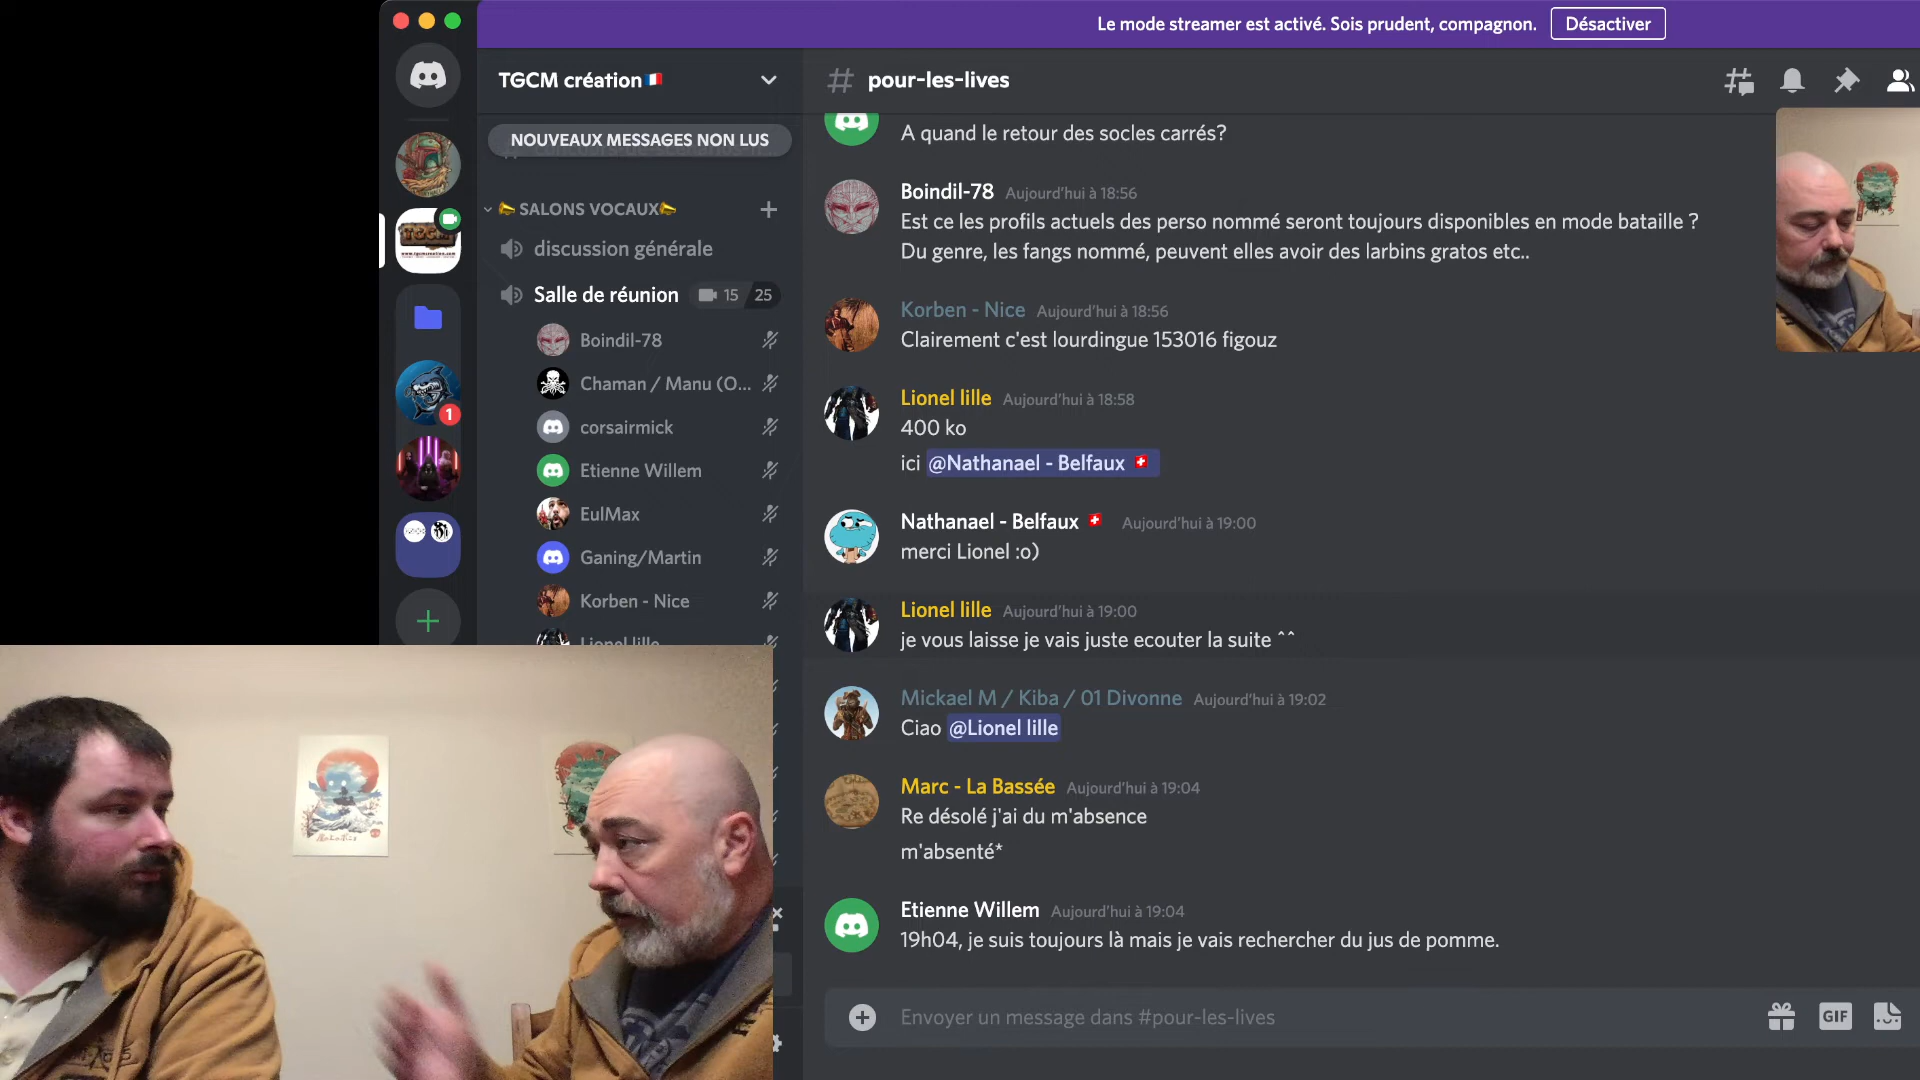 Le mode streamer est activé. Sois prudent, compagnon.
Désactiver
TGCM création
NOUVEAUX MESSAGES NON LUS
SALONS VOCAUX
discussion générale
Salle de réunion 15 25
Boindil-78
Chaman / Manu (O...
corsairmick
Etienne Willem
EulMax
Ganing/Martin
Korben - Nice
Lionel lille
1
TGCM
# pour-les-lives
A quand le retour des socles carrés?
Boindil-78 Aujourd'hui à 18:56
Est ce les profils actuels des perso nommé seront toujours disponibles en mode bataille ?
Du genre, les fangs nommé, peuvent elles avoir des larbins gratos etc..
Korben - Nice Aujourd'hui à 18:56
Clairement c'est lourdingue 153016 figouz
Lionel lille Aujourd'hui à 18:58
400 ko
ici @Nathanael - Belfaux
Nathanael - Belfaux Aujourd'hui à 19:00
merci Lionel :o)
Lionel lille Aujourd'hui à 19:00
je vous laisse je vais juste ecouter la suite ^^
Mickael M / Kiba / 01 Divonne Aujourd'hui à 19:02
Ciao @Lionel lille
Marc - La Bassée Aujourd'hui à 19:04
Re désolé j'ai du m'absence
m'absenté*
Etienne Willem Aujourd'hui à 19:04
19h04, je suis toujours là mais je vais rechercher du jus de pomme.
Envoyer un message dans #pour-les-lives
GIF